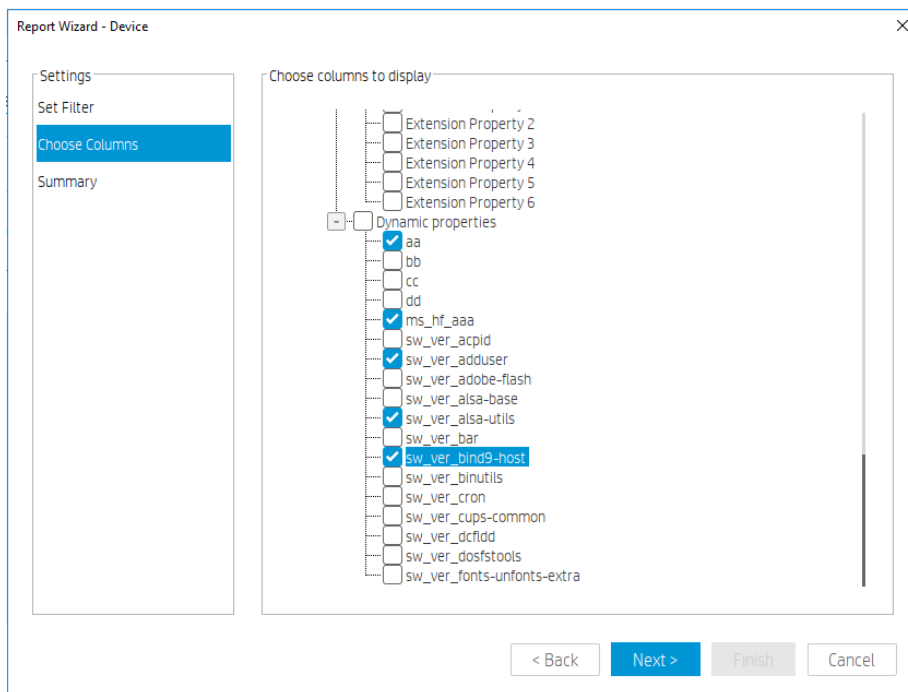 Report Wizard - Device
Settings
Set Filter
Choose Columns
Summary
Choose columns to display
Extension Property 2
Extension Property 3
Extension Property 4
Extension Property 5
Extension Property 6
Dynamic properties
aa
bb
cc
dd
ms_hf_aaa
sw_ver_acpid
sw_ver_adduser
sw_ver_adobe-flash
sw_ver_alsa-base
sw_ver_alsa-utils
sw_ver_bar
sw_ver_bind9-host
sw_ver_binutils
sw_ver_cron
sw_ver_cups-common
sw_ver_dcfldd
sw_ver_dosfstools
sw_ver_fonts-unfonts-extra
< Back
Next >
Finish
Cancel